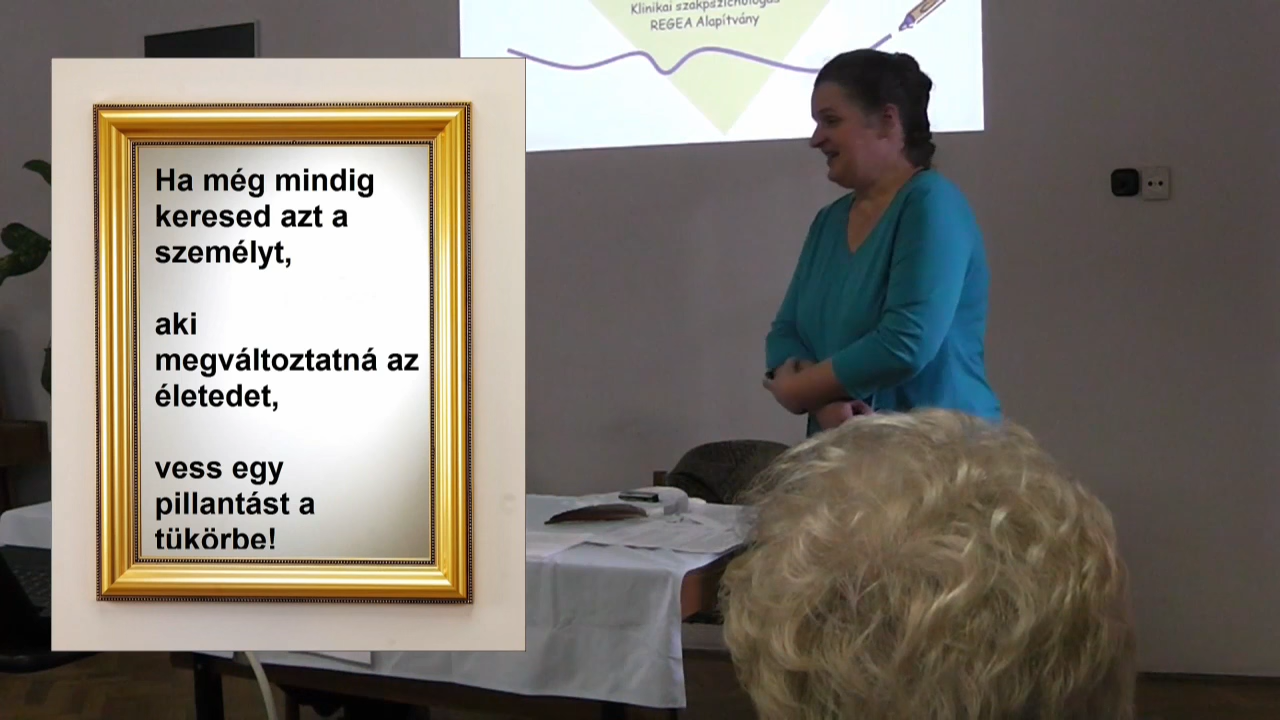 Klinikai szakpszichológus
REGEA Alapítvány
Ha még mindig
keresed azt a
személyt,
aki
megváltoztatná az
életedet,
vess egy
pillantást a
tükörbe!